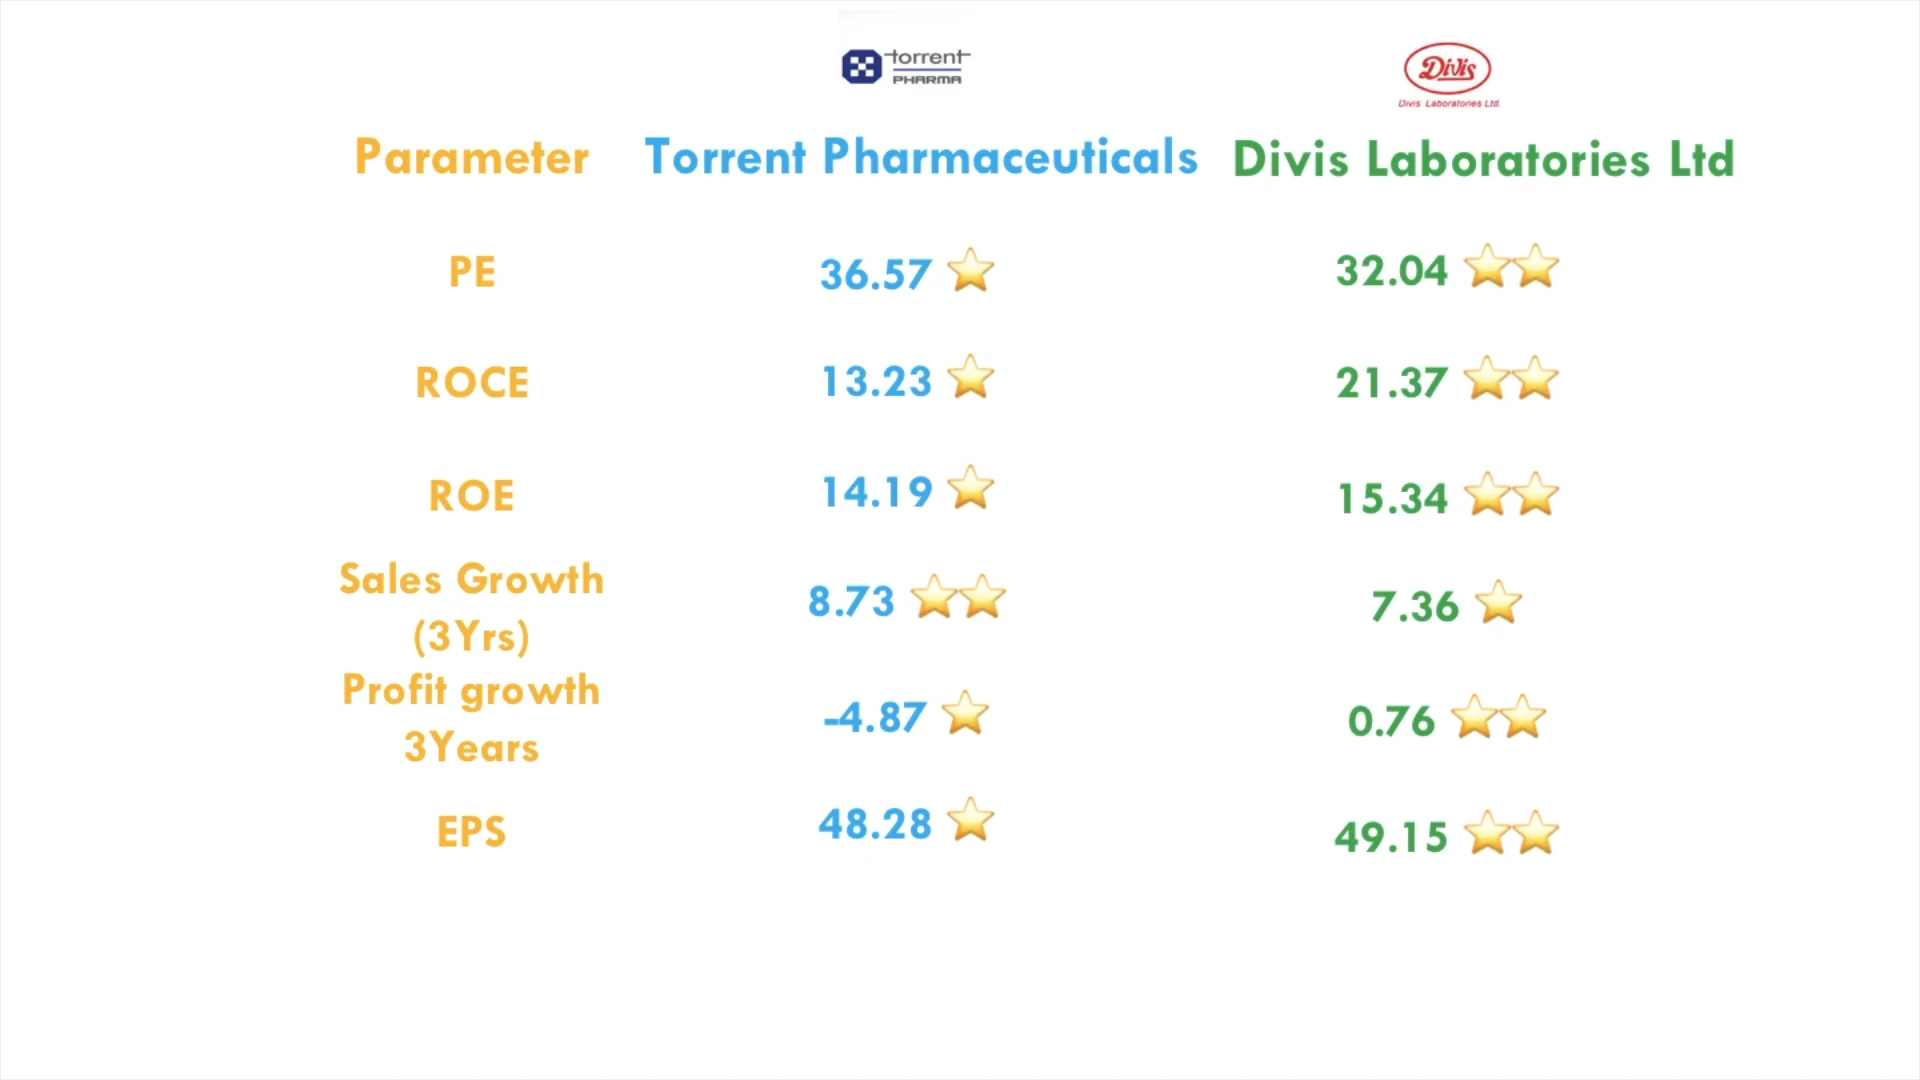 torrent
PHARMA
Divis
Divis Laboratories Ltd.
Parameter Torrent Pharmaceuticals Divis Laboratories Ltd
PE 36.57 32.04
ROCE 13.23 21.37
ROE 14.19 15.34
Sales Growth
(3Yrs) 8.73 7.36
Profit growth
3Years -4.87 0.76
EPS 48.28 49.15